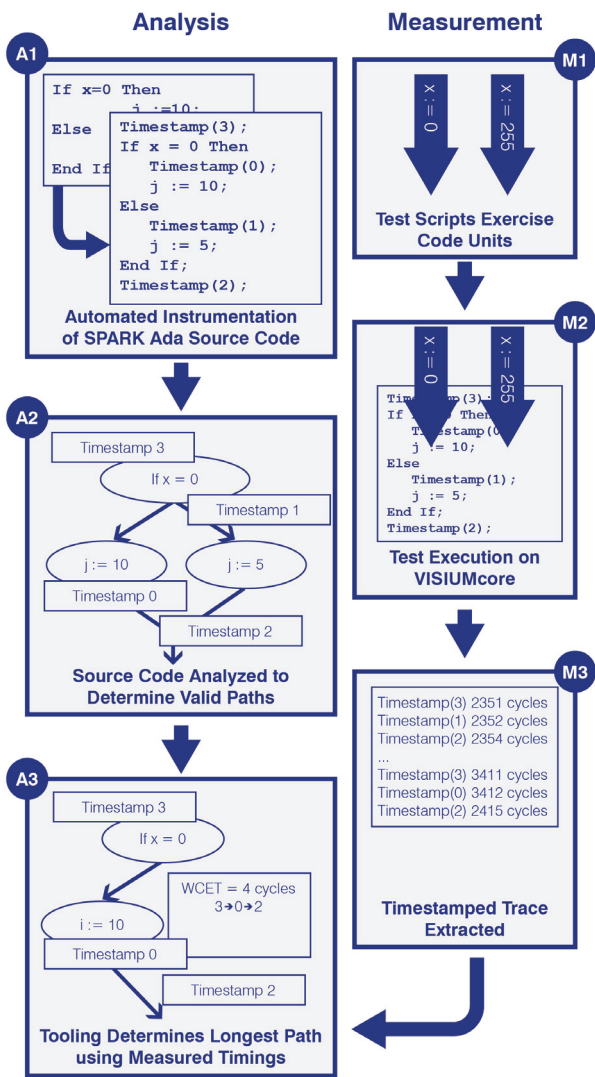 Analysis
A1
If x=0 Then
j :=10;
Else
End If
Timestamp(3);
If x = 0 Then
Timestamp(0);
j := 10;
Else
Timestamp(1);
j := 5;
End If;
Timestamp(2);
Automated Instrumentation
of SPARK Ada Source Code
A2
Timestamp 3
If x = 0
Timestamp 1
j := 10
j := 5
Timestamp 0
Timestamp 2
Source Code Analyzed to
Determine Valid Paths
A3
Timestamp 3
If x = 0
WCET = 4 cycles
3→0→2
i := 10
Timestamp 0
Timestamp 2
Tooling Determines Longest Path
using Measured Timings
Measurement
M1
x := 0
x := 255
Test Scripts Exercise
Code Units
M2
x := 0
x := 255
(3);
If Then
(0
j := 10;
Else
Timestamp(1);
j := 5;
End If;
Timestamp(2);
Test Execution on
VISIUMcore
M3
Timestamp(3) 2351 cycles
Timestamp(1) 2352 cycles
Timestamp(2) 2354 cycles
...
Timestamp(3) 3411 cycles
Timestamp(0) 3412 cycles
Timestamp(2) 2415 cycles
Timestamped Trace
Extracted